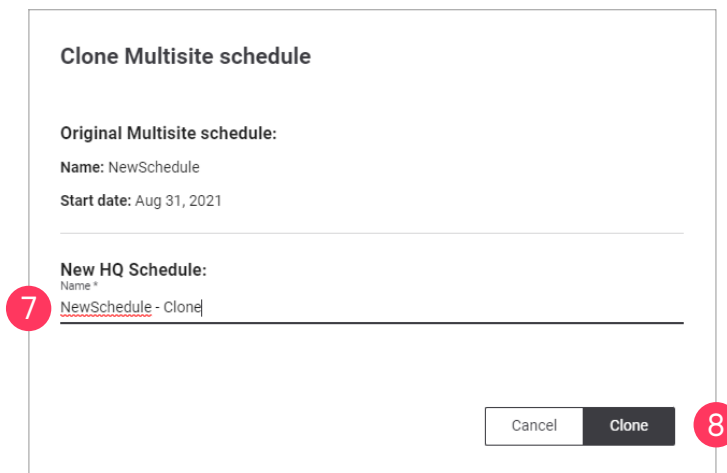 Clone Multisite schedule
Original Multisite schedule:
Name: NewSchedule
Start date: Aug 31, 2021
New HQ Schedule:
Name *
7
NewSchedule - Clone
Cancel Clone 8